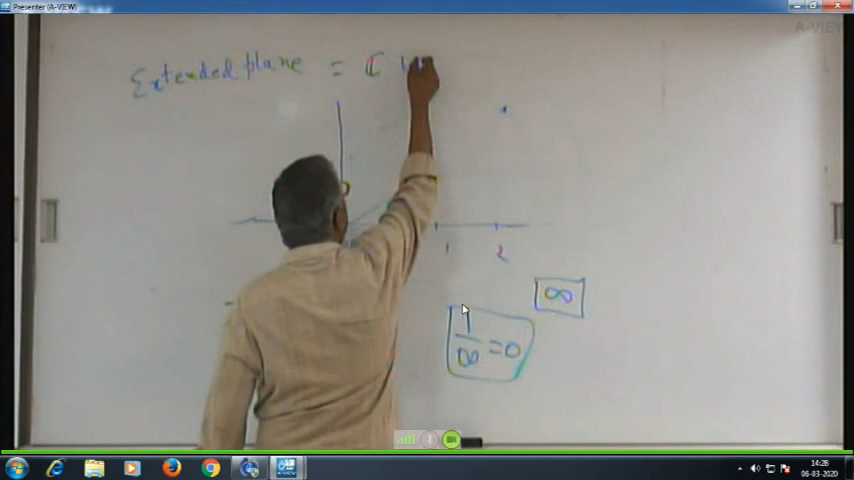 Presenter (A-VIEW)
A-VIEW
Extended plane = ℂ
1 2
∞
1/∞ = 0
14:28
06-03-2020